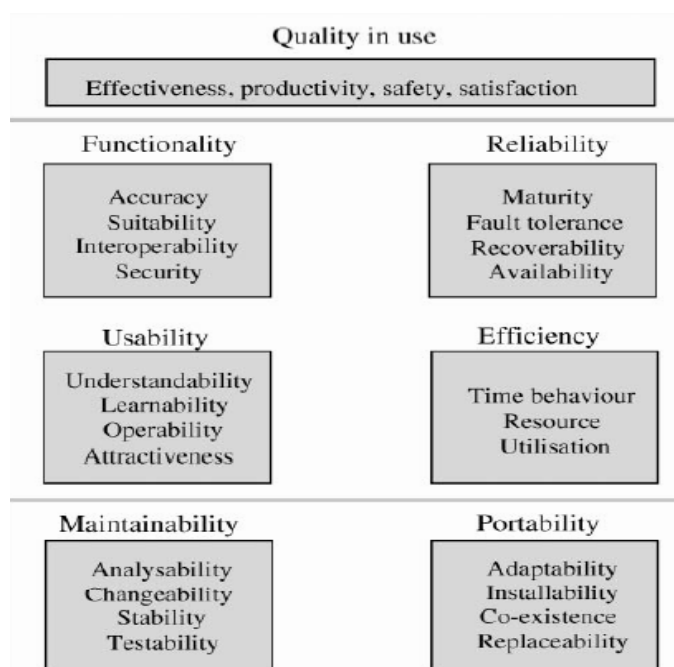 Quality in use
Effectiveness, productivity, safety, satisfaction
Functionality
Accuracy
Suitability
Interoperability
Security
Reliability
Maturity
Fault tolerance
Recoverability
Availability
Usability
Understandability
Learnability
Operability
Attractiveness
Efficiency
Time behaviour
Resource
Utilisation
Maintainability
Analysability
Changeability
Stability
Testability
Portability
Adaptability
Installability
Co-existence
Replaceability